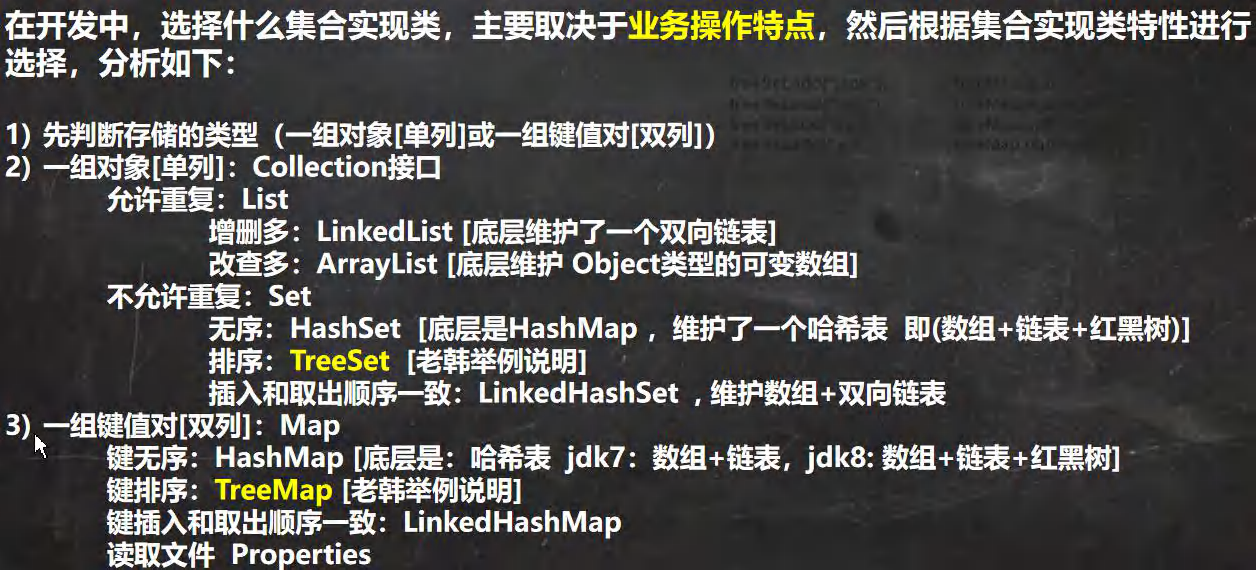 在开发中，选择什么集合实现类，主要取决于业务操作特点，然后根据集合实现类特性进行
选择，分析如下：
1) 先判断存储的类型（一组对象[单列]或一组键值对[双列]）
2) 一组对象[单列]：Collection接口
允许重复：List
增删多：LinkedList [底层维护了一个双向链表]
改查多：ArrayList [底层维护 Object类型的可变数组]
不允许重复：Set
无序：HashSet [底层是HashMap ，维护了一个哈希表 即(数组+链表+红黑树)]
排序：TreeSet [老韩举例说明]
插入和取出顺序一致：LinkedHashSet , 维护数组+双向链表
3) 一组键值对[双列]：Map
键无序：HashMap [底层是：哈希表 jdk7：数组+链表，jdk8: 数组+链表+红黑树]
键排序：TreeMap [老韩举例说明]
键插入和取出顺序一致：LinkedHashMap
读取文件 Properties